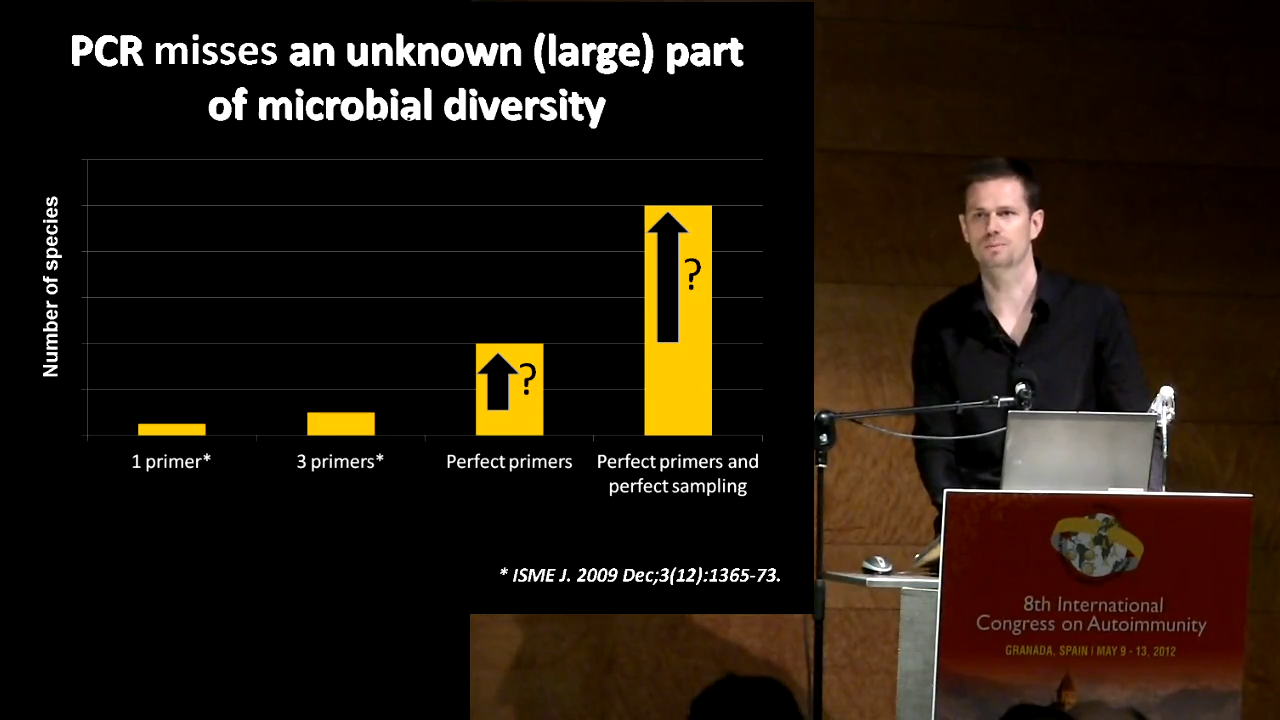 PCR misses an unknown (large) part
of microbial diversity
Number of species
?
?
1 primer*
3 primers*
Perfect primers
Perfect primers and
perfect sampling
* ISME J. 2009 Dec;3(12):1365-73.
8th International
Congress on Autoimmunity
GRANADA, SPAIN | MAY 9 - 13, 2012